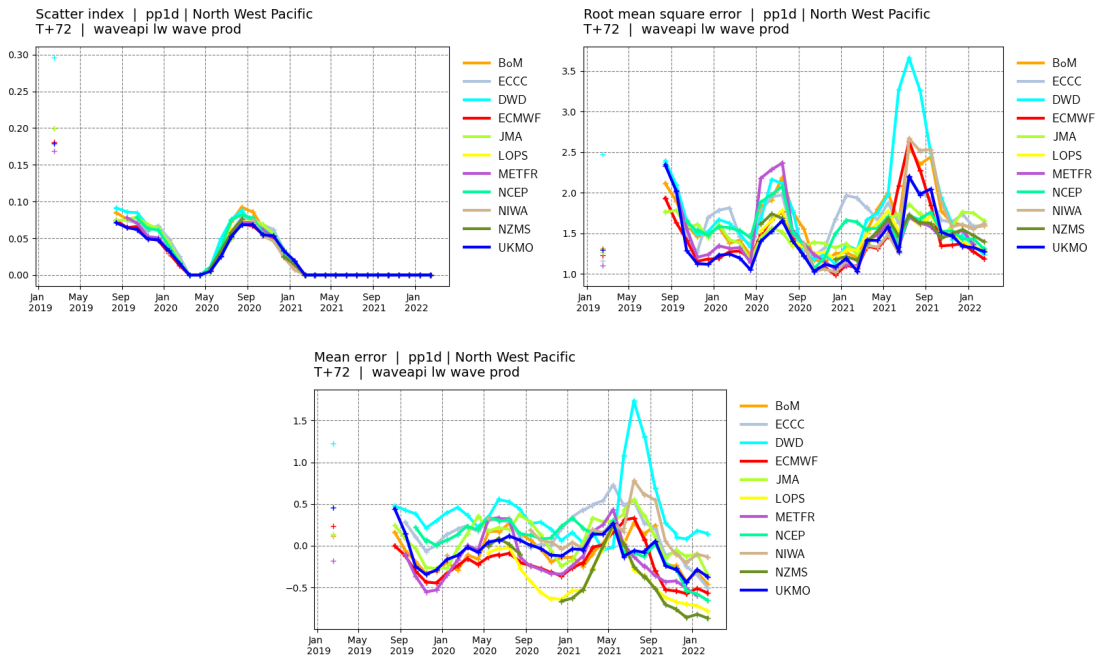 Scatter index | pp1d | North West Pacific
T+72 | waveapi lw wave prod
0.30
0.25
0.20
0.15
0.10
0.05
0.00
Jan
2019
May
2019
Sep
2019
Jan
2020
May
2020
Sep
2020
Jan
2021
May
2021
Sep
2021
Jan
2022
BoM
ECCC
DWD
ECMWF
JMA
LOPS
METFR
NCEP
NIWA
NZMS
UKMO
Root mean square error | pp1d | North West Pacific
T+72 | waveapi lw wave prod
3.5
3.0
2.5
2.0
1.5
1.0
Jan
2019
May
2019
Sep
2019
Jan
2020
May
2020
Sep
2020
Jan
2021
May
2021
Sep
2021
Jan
2022
BoM
ECCC
DWD
ECMWF
JMA
LOPS
METFR
NCEP
NIWA
NZMS
UKMO
Mean error | pp1d | North West Pacific
T+72 | waveapi lw wave prod
1.5
1.0
0.5
0.0
−0.5
Jan
2019
May
2019
Sep
2019
Jan
2020
May
2020
Sep
2020
Jan
2021
May
2021
Sep
2021
Jan
2022
BoM
ECCC
DWD
ECMWF
JMA
LOPS
METFR
NCEP
NIWA
NZMS
UKMO